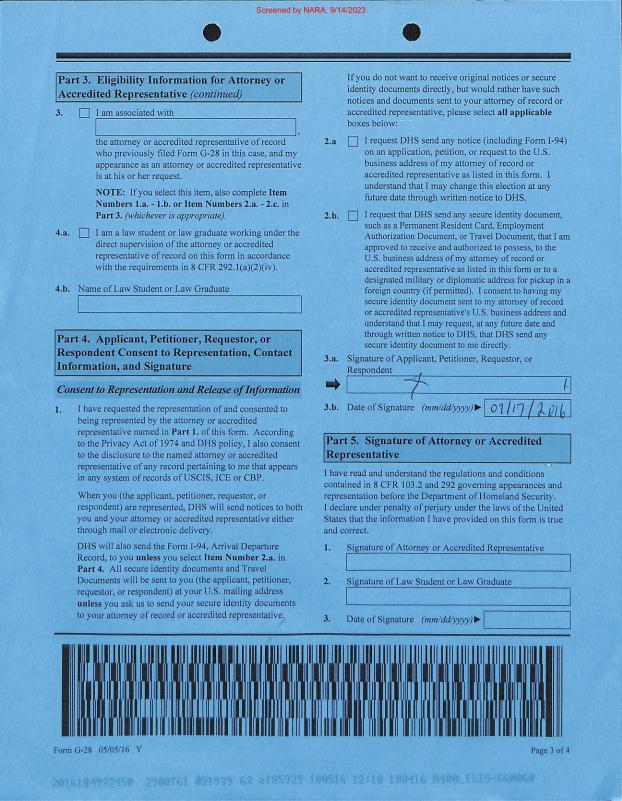 Screened by NARA, 9/14/2023
Part 3. Eligibility Information for Attorney or
Accredited Representative (continued)
3. I am associated with
,
the attorney or accredited representative of record
who previously filed Form G-28 in this case, and my
appearance as an attorney or accredited representative
is at his or her request.
NOTE: If you select this item, also complete Item
Numbers 1.a. - 1.b. or Item Numbers 2.a. - 2.c. in
Part 3. (whichever is appropriate).
4.a. I am a law student or law graduate working under the
direct supervision of the attorney or accredited
representative of record on this form in accordance
with the requirements in 8 CFR 292.1(a)(2)(iv).
4.b. Name of Law Student or Law Graduate
Part 4. Applicant, Petitioner, Requestor, or
Respondent Consent to Representation, Contact
Information, and Signature
Consent to Representation and Release of Information
1. I have requested the representation of and consented to
being represented by the attorney or accredited
representative named in Part 1. of this form. According
to the Privacy Act of 1974 and DHS policy, I also consent
to the disclosure to the named attorney or accredited
representative of any record pertaining to me that appears
in any system of records of USCIS, ICE or CBP.
When you (the applicant, petitioner, requestor, or
respondent) are represented, DHS will send notices to both
you and your attorney or accredited representative either
through mail or electronic delivery.
DHS will also send the Form I-94, Arrival Departure
Record, to you unless you select Item Number 2.a. in
Part 4. All secure identity documents and Travel
Documents will be sent to you (the applicant, petitioner,
requestor, or respondent) at your U.S. mailing address
unless you ask us to send your secure identity documents
to your attorney of record or accredited representative.
If you do not want to receive original notices or secure
identity documents directly, but would rather have such
notices and documents sent to your attorney of record or
accredited representative, please select all applicable
boxes below:
2.a I request DHS send any notice (including Form I-94)
on an application, petition, or request to the U.S.
business address of my attorney of record or
accredited representative as listed in this form. I
understand that I may change this election at any
future date through written notice to DHS.
2.b. I request that DHS send any secure identity document,
such as a Permanent Resident Card, Employment
Authorization Document, or Travel Document, that I am
approved to receive and authorized to possess, to the
U.S. business address of my attorney of record or
accredited representative as listed in this form or to a
designated military or diplomatic address for pickup in a
foreign country (if permitted). I consent to having my
secure identity document sent to my attorney of record
or accredited representative's U.S. business address and
understand that I may request, at any future date and
through written notice to DHS, that DHS send any
secure identity document to me directly.
3.a. Signature of Applicant, Petitioner, Requestor, or
Respondent
3.b. Date of Signature (mm/dd/yyyy) 09/17/2016
Part 5. Signature of Attorney or Accredited
Representative
I have read and understand the regulations and conditions
contained in 8 CFR 103.2 and 292 governing appearances and
representation before the Department of Homeland Security.
I declare under penalty of perjury under the laws of the United
States that the information I have provided on this form is true
and correct.
1. Signature of Attorney or Accredited Representative
2. Signature of Law Student or Law Graduate
3. Date of Signature (mm/dd/yyyy)
Form G-28 05/05/16 Y
Page 3 of 4
2900761 021939 100516 12:10 100416